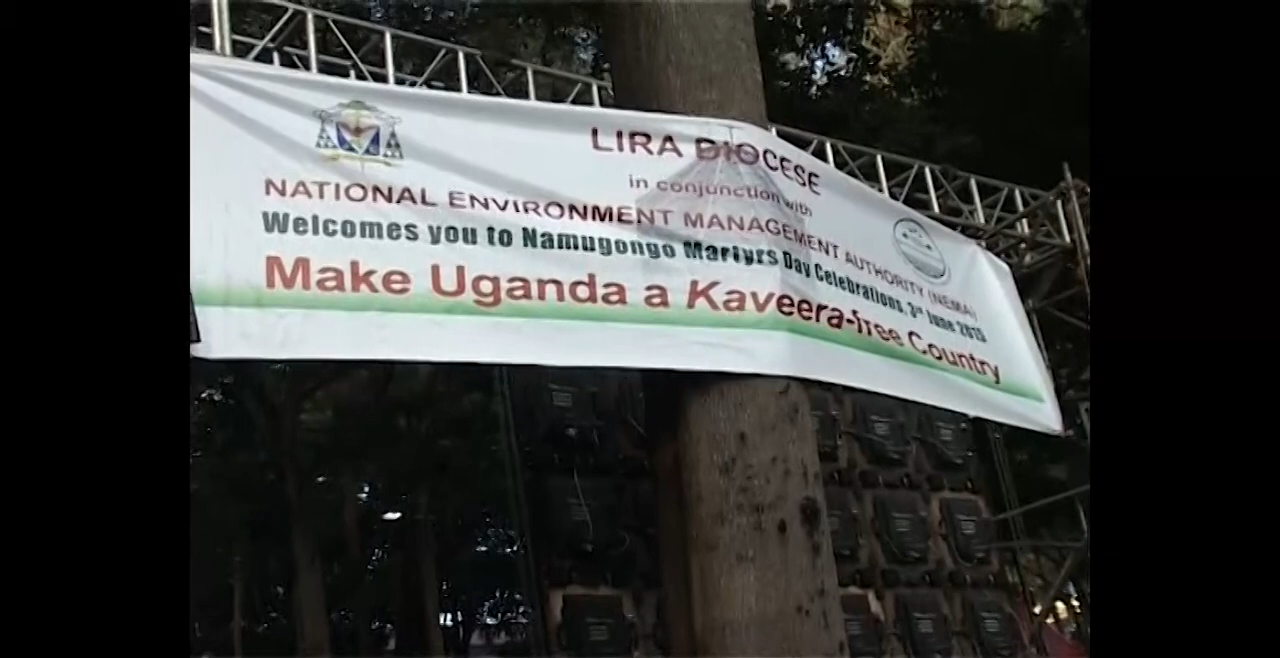 LIRA DIOCESE
in conjunction with
NATIONAL ENVIRONMENT MANAGEMENT AUTHORITY (NEMA)
Welcomes you to Namugongo Martyrs Day Celebrations, 3rd June 2015
Make Uganda a Kaveera-free Country